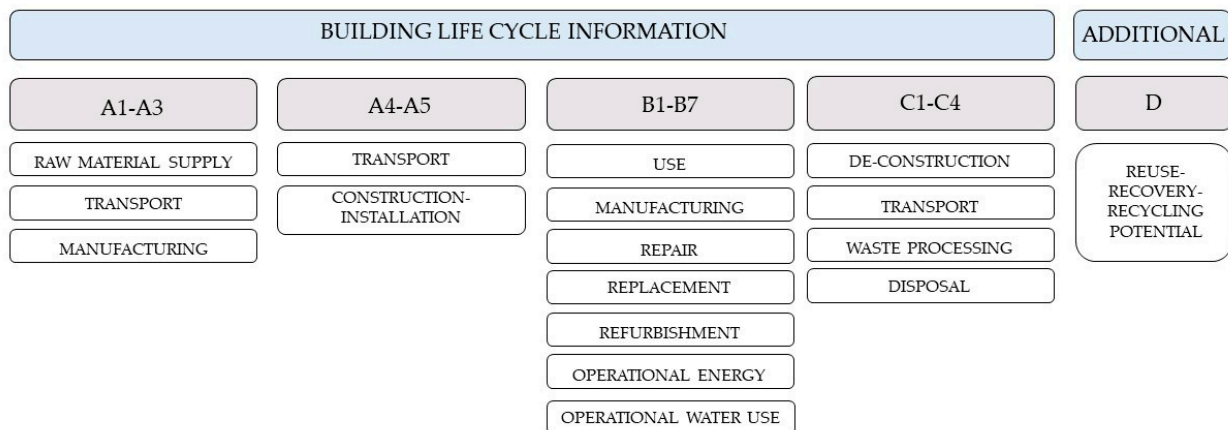 BUILDING LIFE CYCLE INFORMATION
ADDITIONAL
A1-A3
A4-A5
B1-B7
C1-C4
D
RAW MATERIAL SUPPLY
TRANSPORT
MANUFACTURING
TRANSPORT
CONSTRUCTION-
INSTALLATION
USE
MANUFACTURING
REPAIR
REPLACEMENT
REFURBISHMENT
OPERATIONAL ENERGY
OPERATIONAL WATER USE
DE-CONSTRUCTION
TRANSPORT
WASTE PROCESSING
DISPOSAL
REUSE-
RECOVERY-
RECYCLING
POTENTIAL